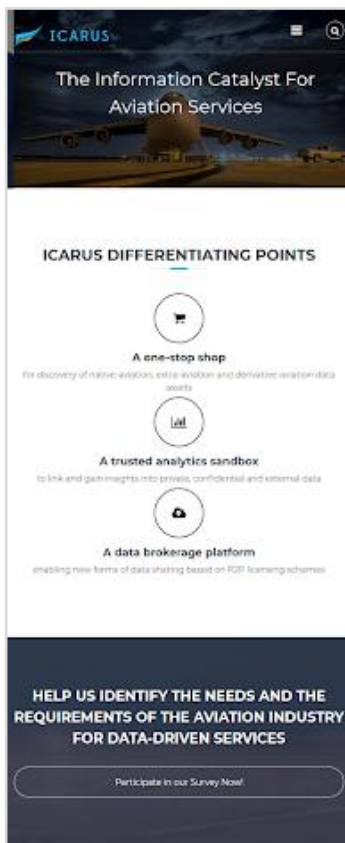 ICARUS
The Information Catalyst For
Aviation Services
ICARUS DIFFERENTIATING POINTS
A one-stop shop
for discovery of native aviation, extra-aviation and derivative aviation data
assets
A trusted analytics sandbox
to link and gain insights into private, confidential and external data
A data brokerage platform
enabling new forms of data sharing based on P2P licensing schemes
HELP US IDENTIFY THE NEEDS AND THE
REQUIREMENTS OF THE AVIATION INDUSTRY
FOR DATA-DRIVEN SERVICES
Participate in our Survey Now!